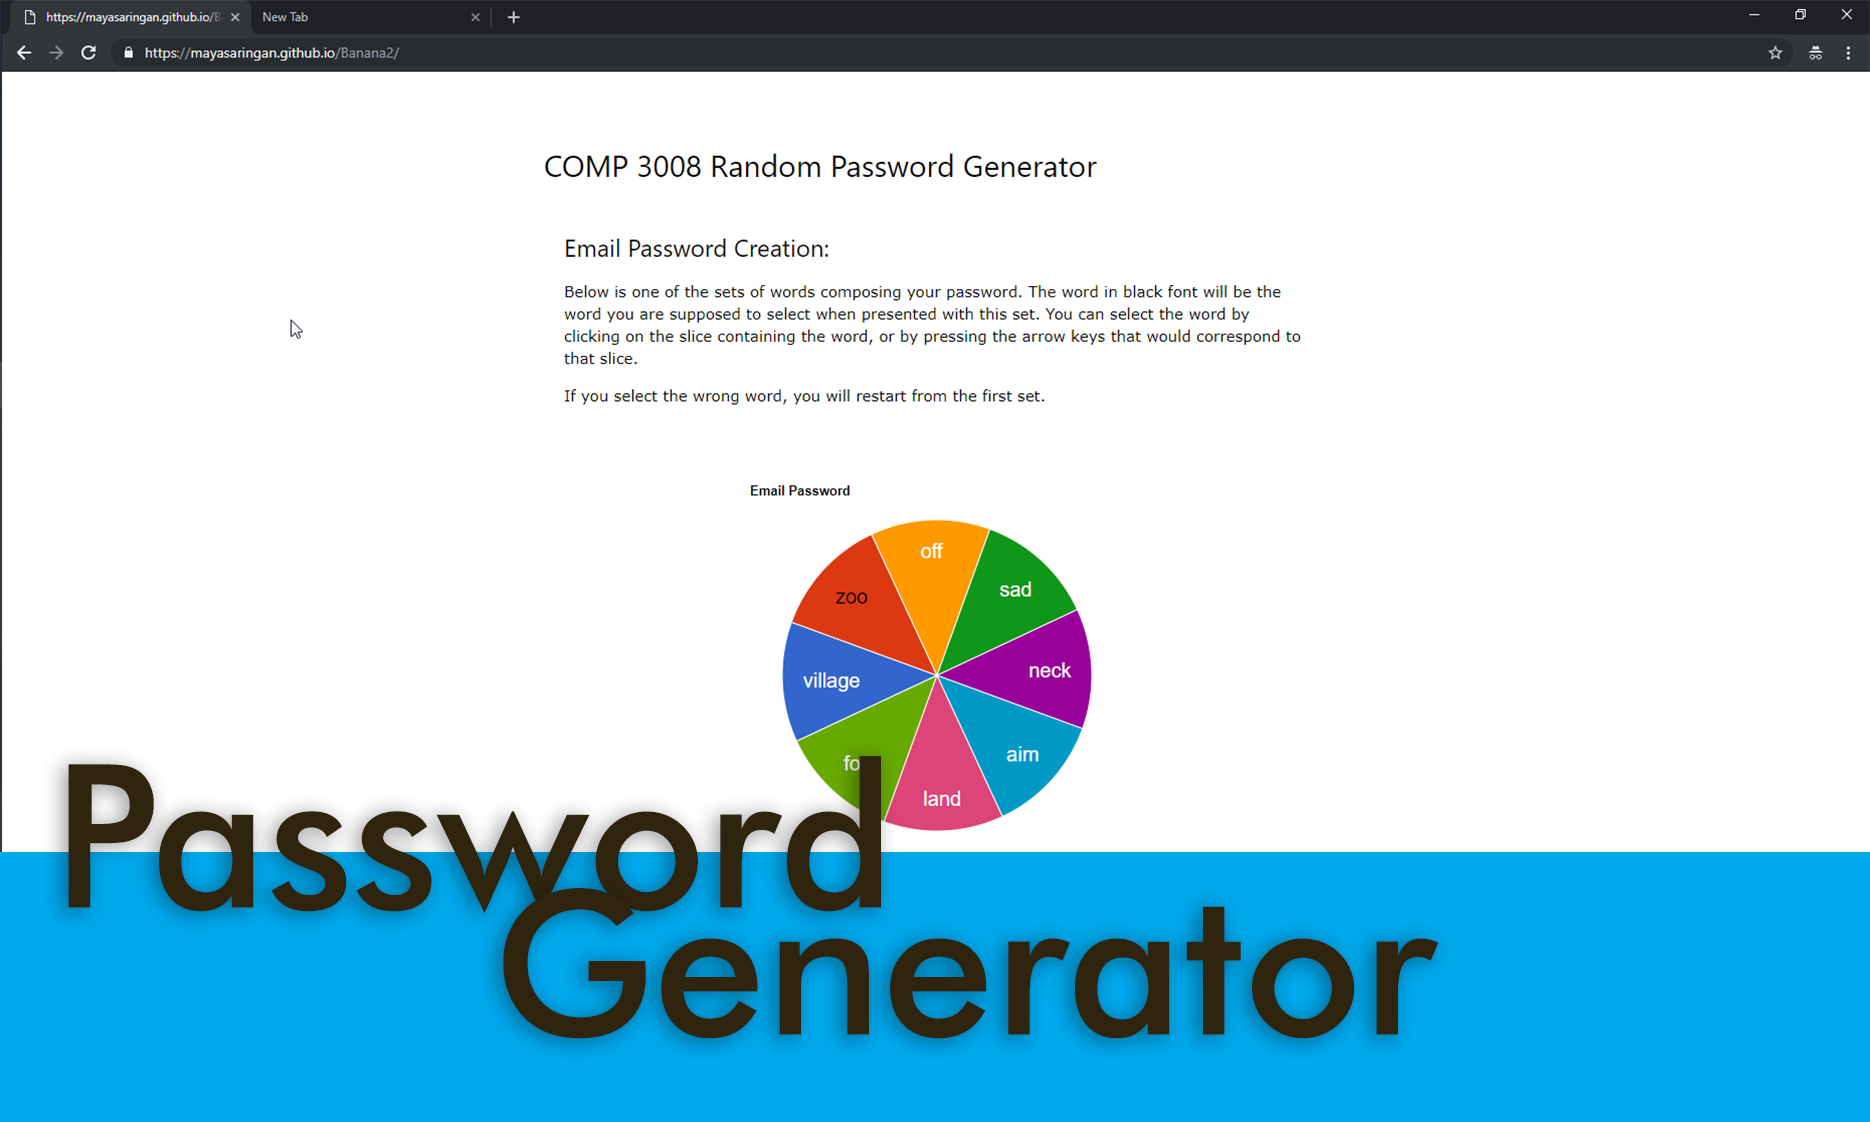 https://mayasaringan.github.io/B
New Tab
https://mayasaringan.github.io/Banana2/
COMP 3008 Random Password Generator
Email Password Creation:
Below is one of the sets of words composing your password. The word in black font will be the
word you are supposed to select when presented with this set. You can select the word by
clicking on the slice containing the word, or by pressing the arrow keys that would correspond to
that slice.
If you select the wrong word, you will restart from the first set.
Email Password
off
sad
zoo
neck
village
aim
land
Password
Generator